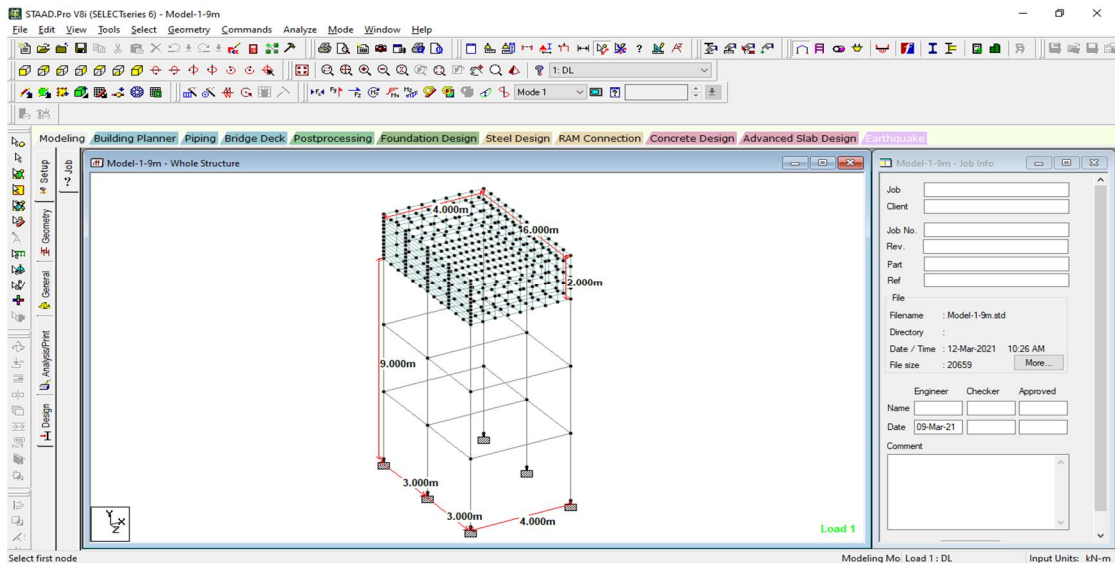 STAAD.Pro V8i (SELECTseries 6) - Model-1-9m
File Edit View Tools Select Geometry Commands Analyze Mode Window Help
1: DL
Mode 1
Modeling Building Planner Piping Bridge Deck Postprocessing Foundation Design Steel Design RAM Connection Concrete Design Advanced Slab Design Earthquake
Setup
Geometry
General
Analysis/Print
Design
Job
Model-1-9m - Whole Structure
4.000m
6.000m
2.000m
9.000m
3.000m
3.000m
4.000m
Y
X
Z
Load 1
Model-1-9m - Job Info
Job
Client
Job No.
Rev.
Part
Ref
File
Filename : Model-1-9m.std
Directory :
Date / Time : 12-Mar-2021 10:26 AM
File size : 20659 More...
Engineer Checker Approved
Name
Date 09-Mar-21
Comment
Select first node
Modeling Mo Load 1 : DL
Input Units: kN-m